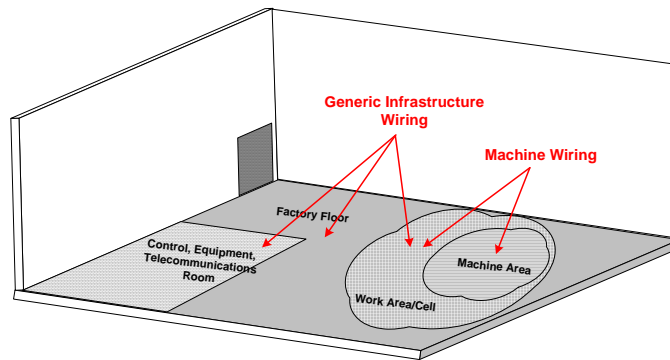 Generic Infrastructure
Wiring
Machine Wiring
Factory Floor
Control, Equipment,
Telecommunications
Room
Machine Area
Work Area/Cell